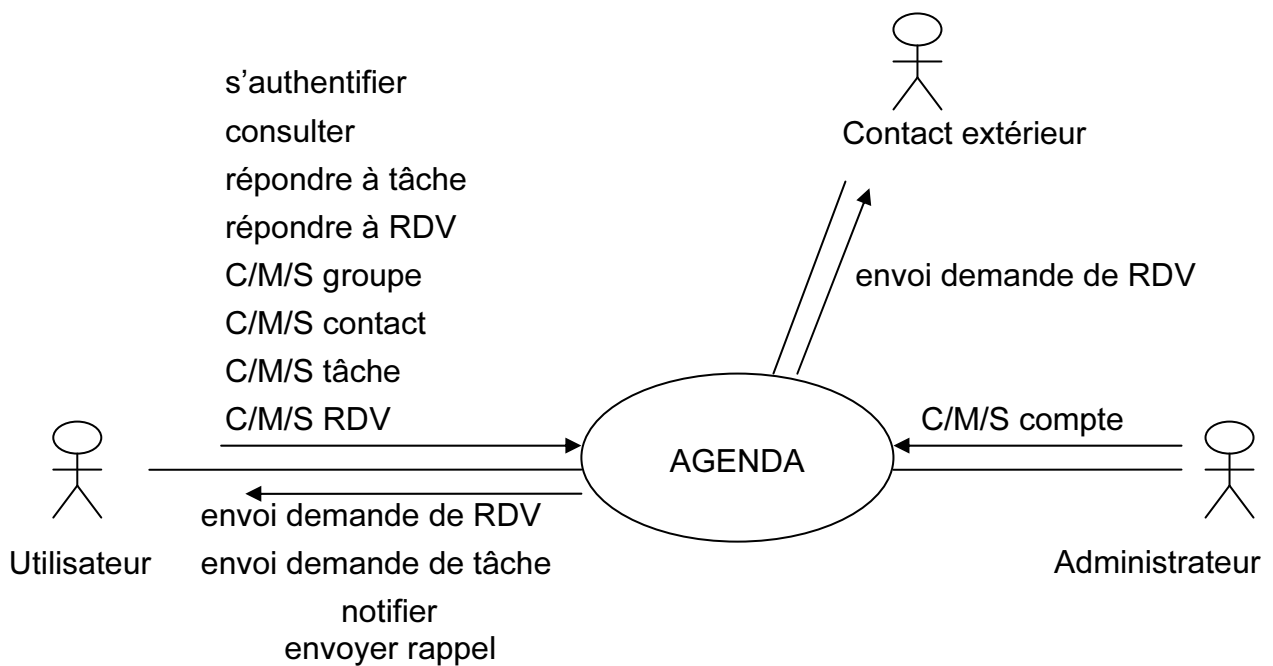 s’authentifier
consulter
répondre à tâche
répondre à RDV
C/M/S groupe
C/M/S contact
C/M/S tâche
C/M/S RDV
Contact extérieur
envoi demande de RDV
AGENDA
C/M/S compte
envoi demande de RDV
envoi demande de tâche
notifier
envoyer rappel
Utilisateur
Administrateur